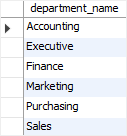 department_name
Accounting
Executive
Finance
Marketing
Purchasing
Sales